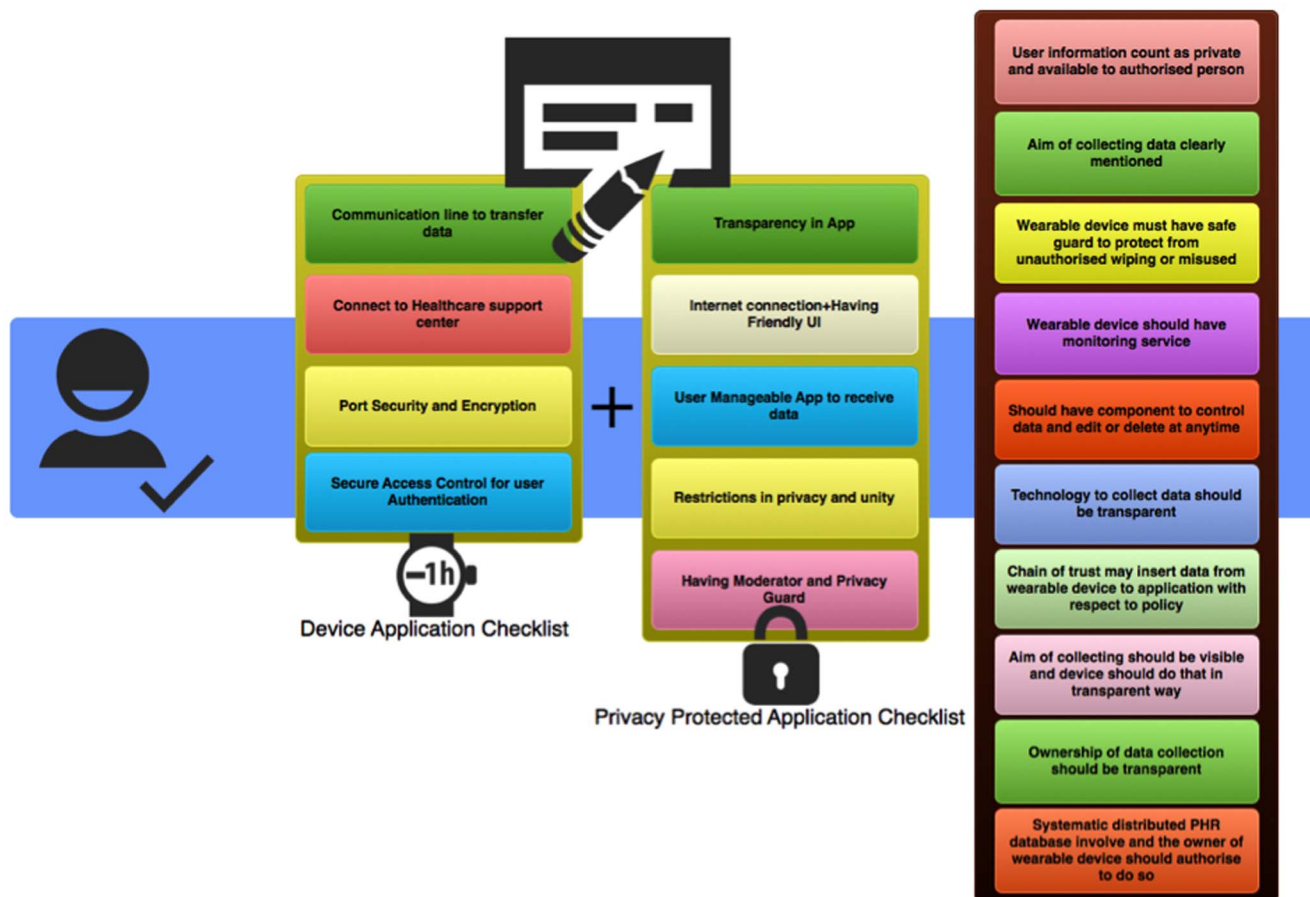 Communication line to transfer
data
Connect to Healthcare support
center
Port Security and Encryption
Secure Access Control for user
Authentication
–1h
Device Application Checklist
+
Transparency in App
Internet connection+Having
Friendly UI
User Manageable App to receive
data
Restrictions in privacy and unity
Having Moderator and Privacy
Guard
Privacy Protected Application Checklist
User information count as private
and available to authorised person
Aim of collecting data clearly
mentioned
Wearable device must have safe
guard to protect from
unauthorised wiping or misused
Wearable device should have
monitoring service
Should have component to control
data and edit or delete at anytime
Technology to collect data should
be transparent
Chain of trust may insert data from
wearable device to application with
respect to policy
Aim of collecting should be visible
and device should do that in
transparent way
Ownership of data collection
should be transparent
Systematic distributed PHR
database involve and the owner of
wearable device should authorise
to do so